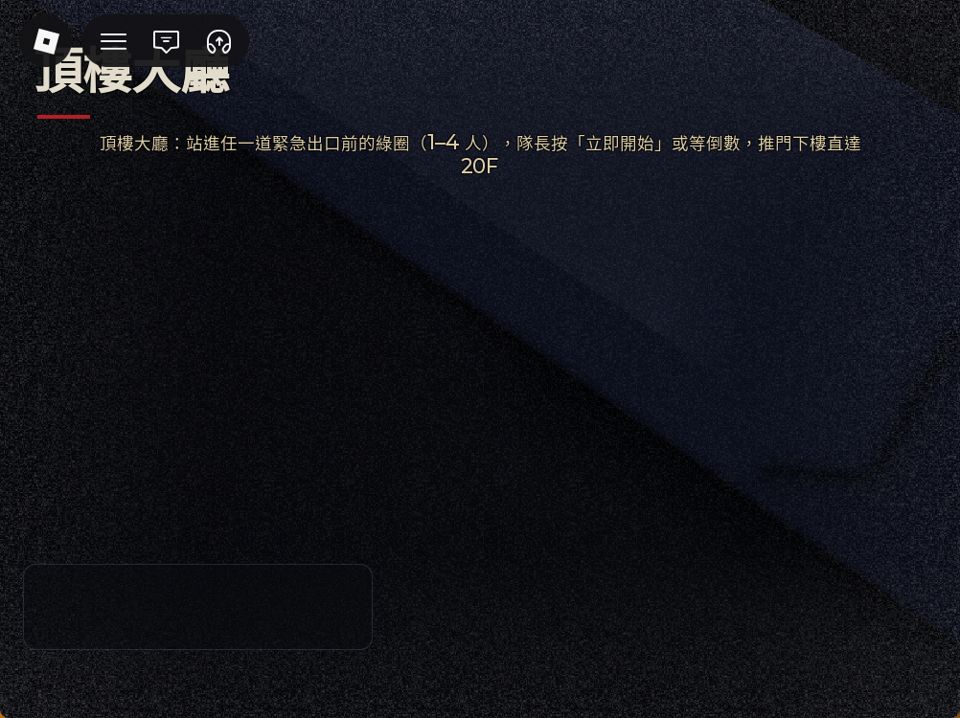 頂樓大廳
頂樓大廳：站進任一道緊急出口前的綠圈（1–4 人），隊長按「立即開始」或等倒數，推門下樓直達
20F